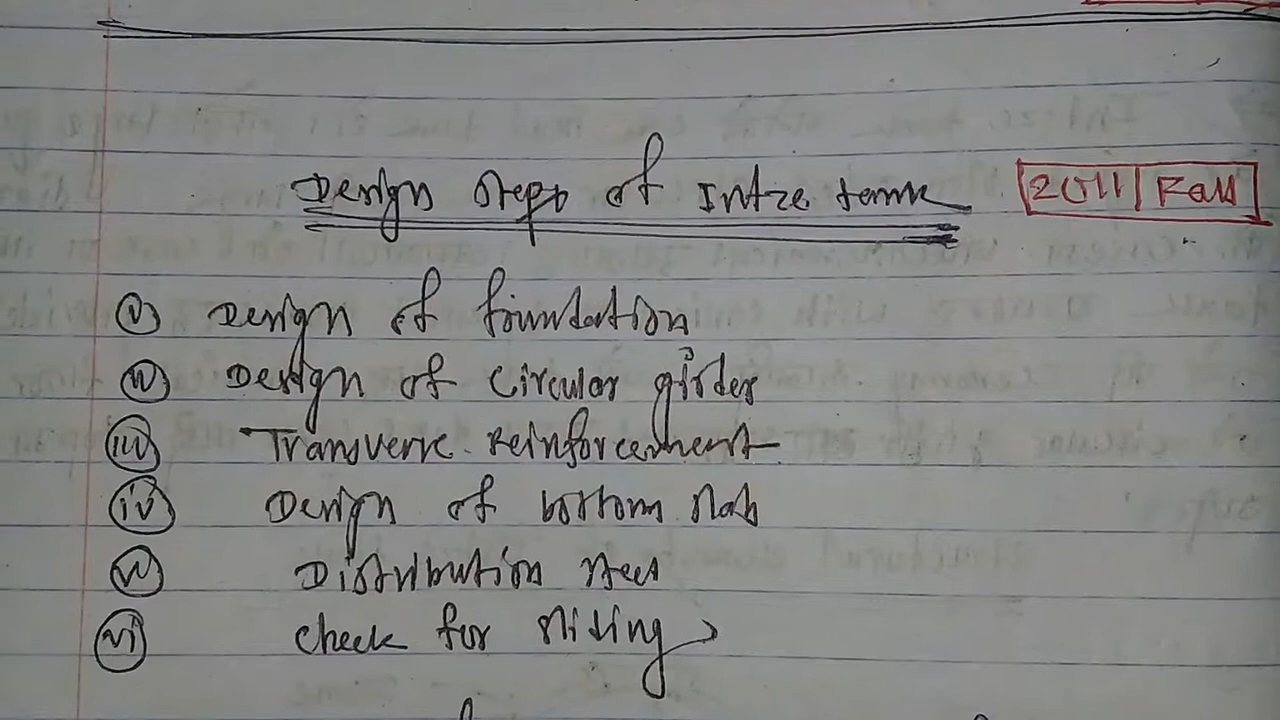 Design steps of Intze tank 2011 Fall
(i) Design of foundation
(ii) Design of circular girder
(iii) Transverse Reinforcement
(iv) Design of bottom slab
(v) Distribution steel
(vi) Check for sliding